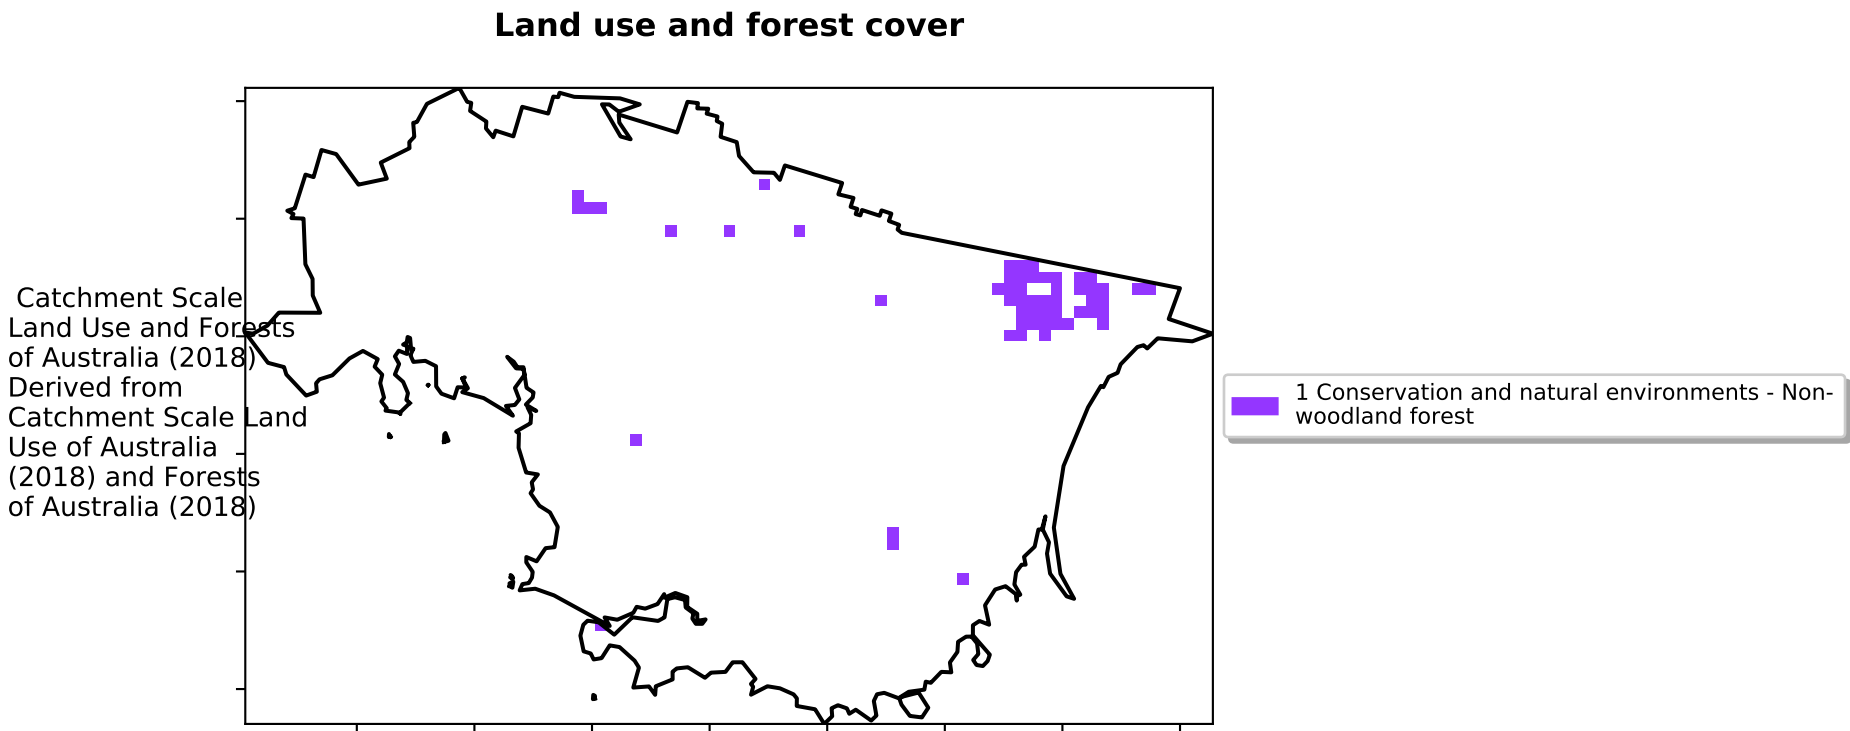 Land use and forest cover
Catchment Scale
Land Use and Forests
of Australia (2018)
Derived from
Catchment Scale Land
Use of Australia
(2018) and Forests
of Australia (2018)
1 Conservation and natural environments - Non-
woodland forest